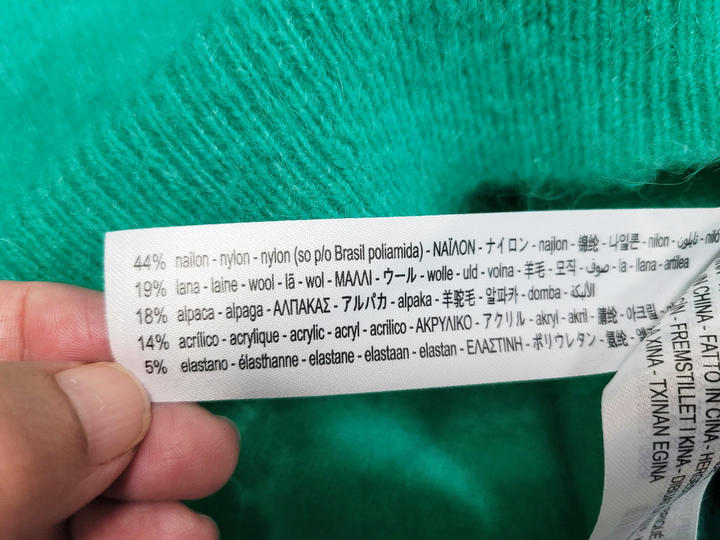 44% nailon - nylon - nylon (so p/o Brasil poliamida) - ΝΑΪΛΟΝ - ナイロン - najlon - 锦纶 - 나일론 - nilon - نايلون
19% lana - laine - wool - lã - wol - ΜΑΛΛΙ - ウール - wolle - uld - voina - 羊毛 - 모직 - صوف - la - llana - artilea
18% alpaca - alpaga - ΑΛΠΑΚΑΣ - アルパカ - alpaka - 羊驼毛 - 알파카 - domba - الألبكة
14% acrílico - acrylique - acrylic - acryl - acrilico - ΑΚΡΥΛΙΚΟ - アクリル - akryl - akril - 腈纶 - 아크릴
5% elastano - élasthanne - elastane - elastaan - elastan - ΕΛΑΣΤΙΝΗ - ポリウレタン - 氨纶
N CHINA - FATTO IN CINA
FREMSTILLET I KINA
XINA - TXINAN EGINA